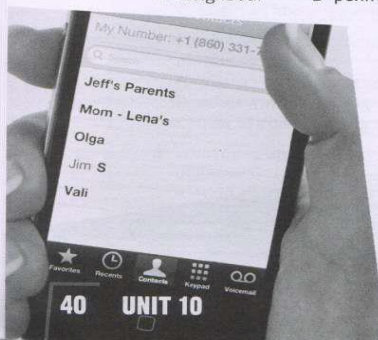 My Number: +1 (860) 331-7
Jeff's Parents
Mom - Lena's
Olga
Jim S
Vali
Favorites Recents Contacts Keypad Voicemail
40 UNIT 10